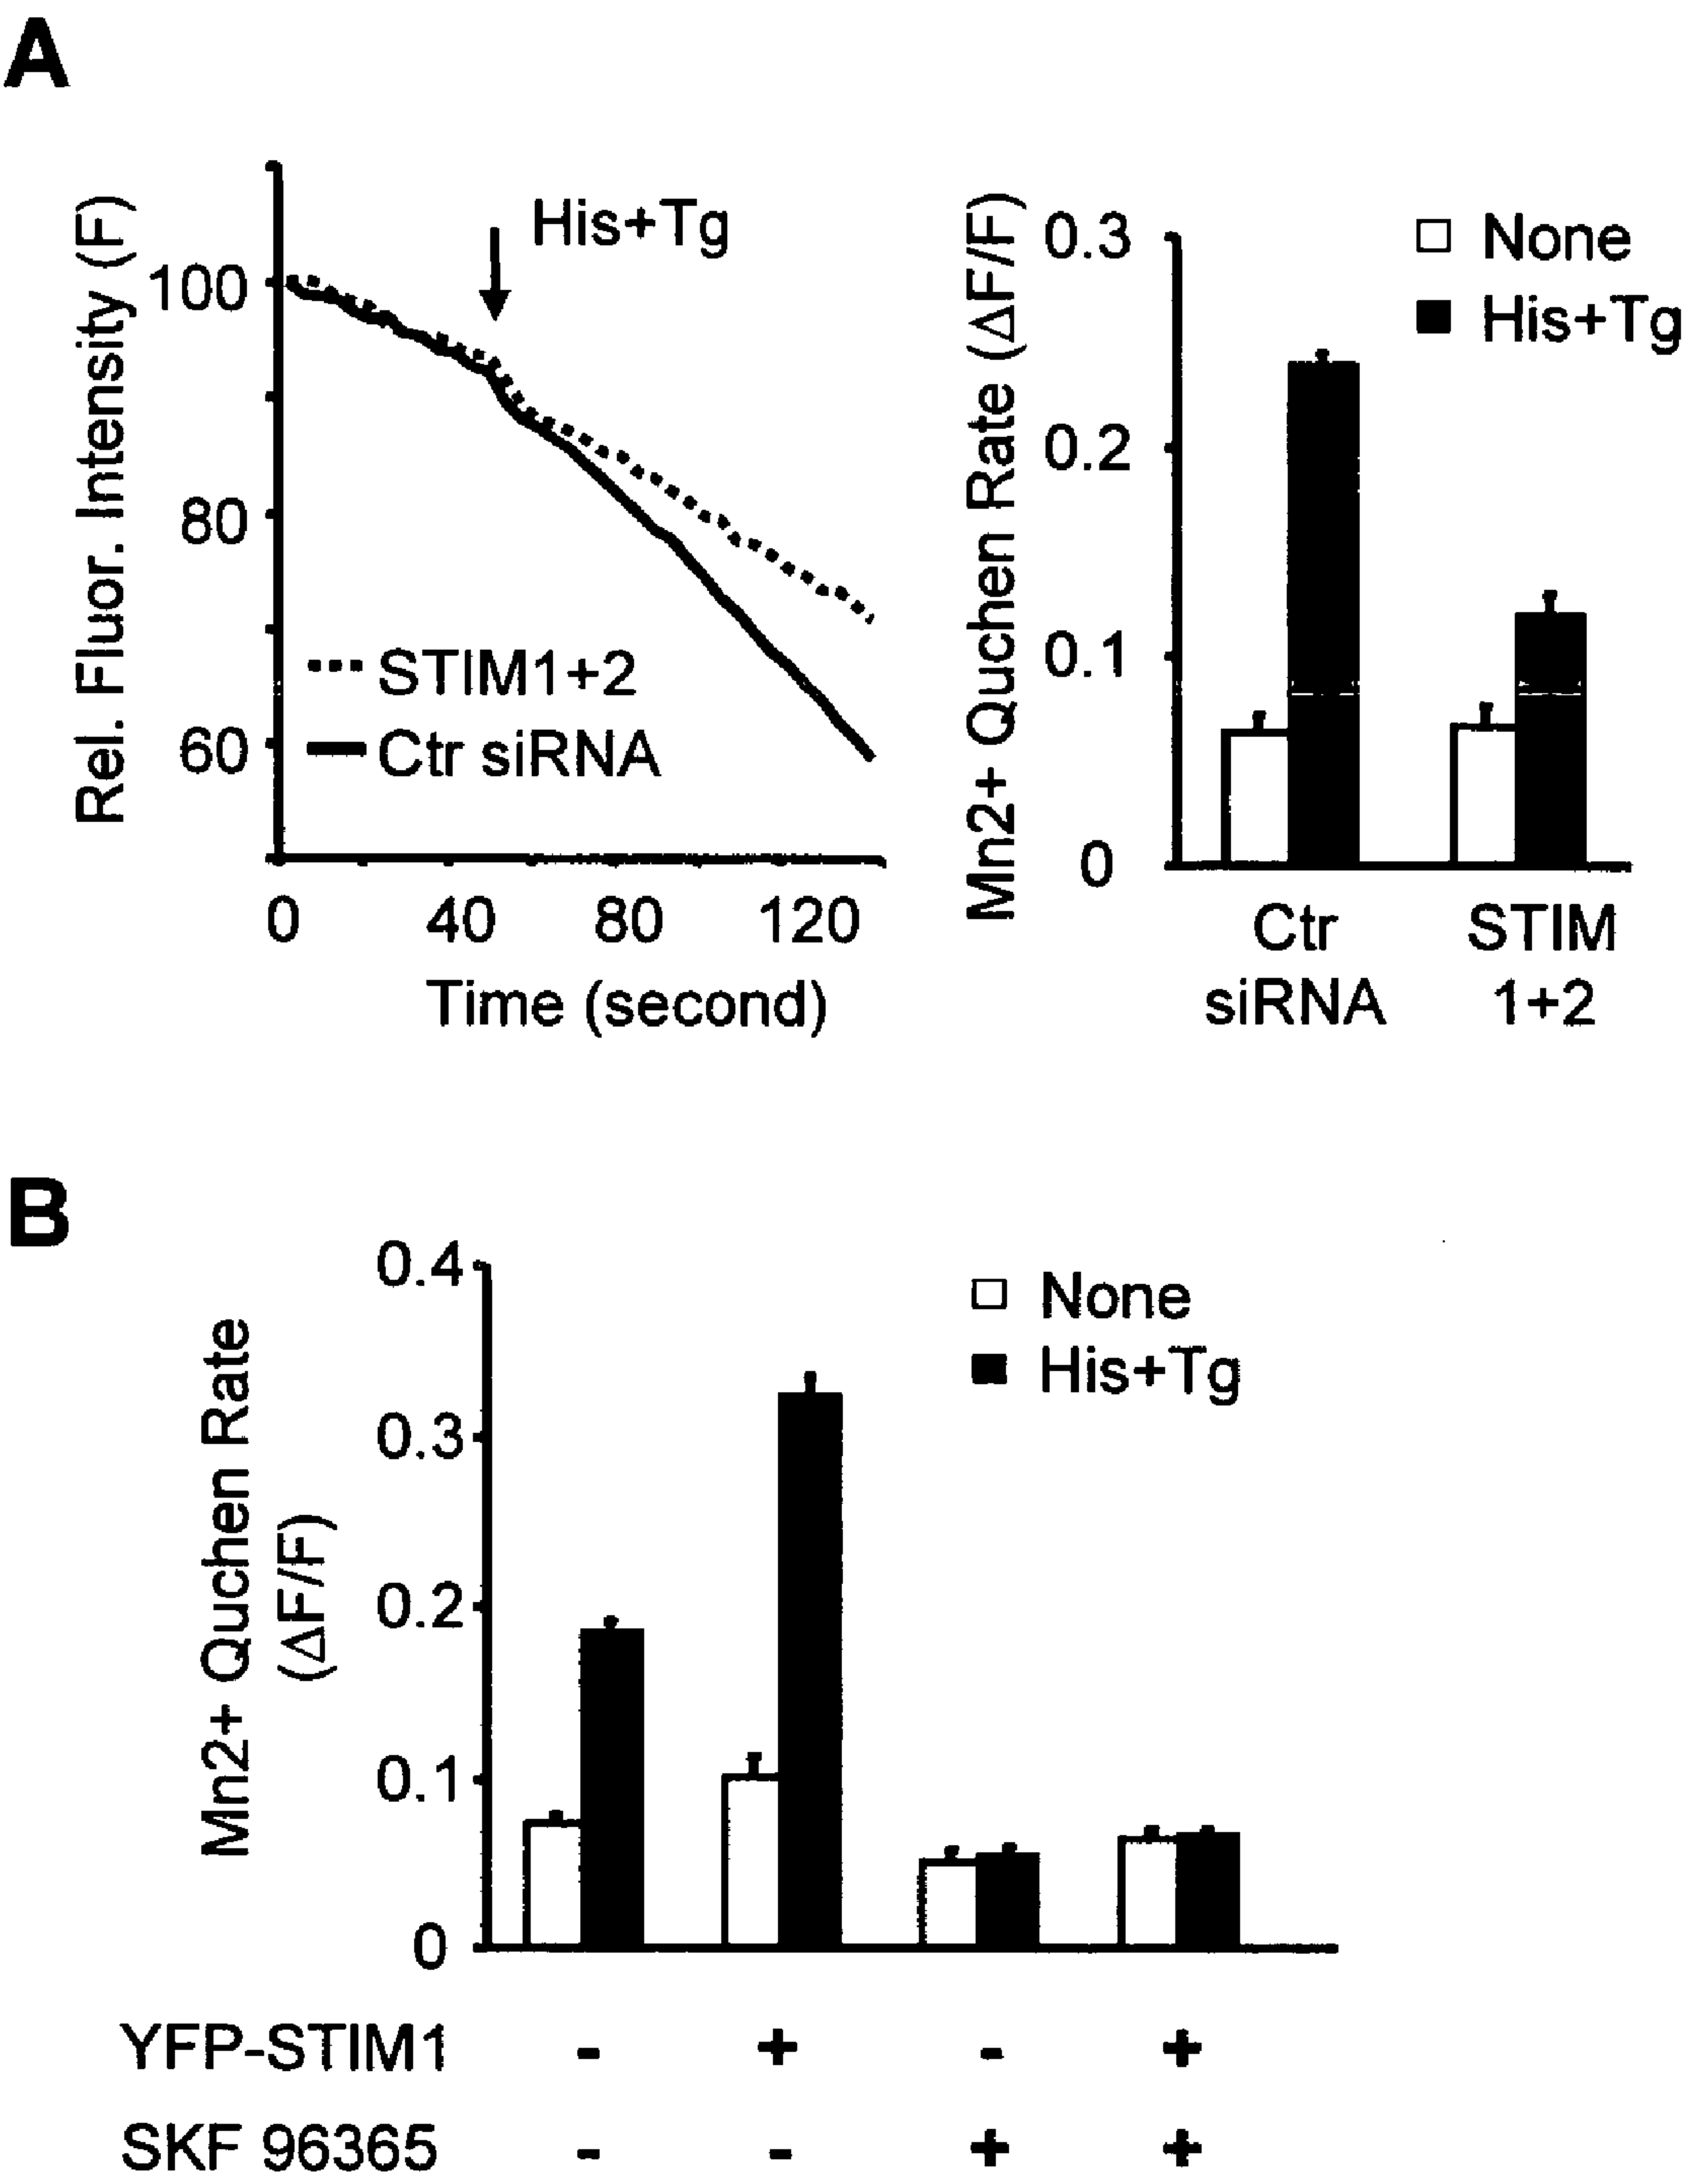 A
Rel. Fluor. Intensity (F)
100
80
60
His+Tg
STIM1+2
Ctr siRNA
0 40 80 120
Time (second)
Mn2+ Quchen Rate (ΔF/F)
0.3
0.2
0.1
0
None
His+Tg
Ctr STIM
siRNA 1+2
B
Mn2+ Quchen Rate
(ΔF/F)
0.4
0.3
0.2
0.1
0
None
His+Tg
YFP-STIM1 - + - +
SKF 96365 - - + +